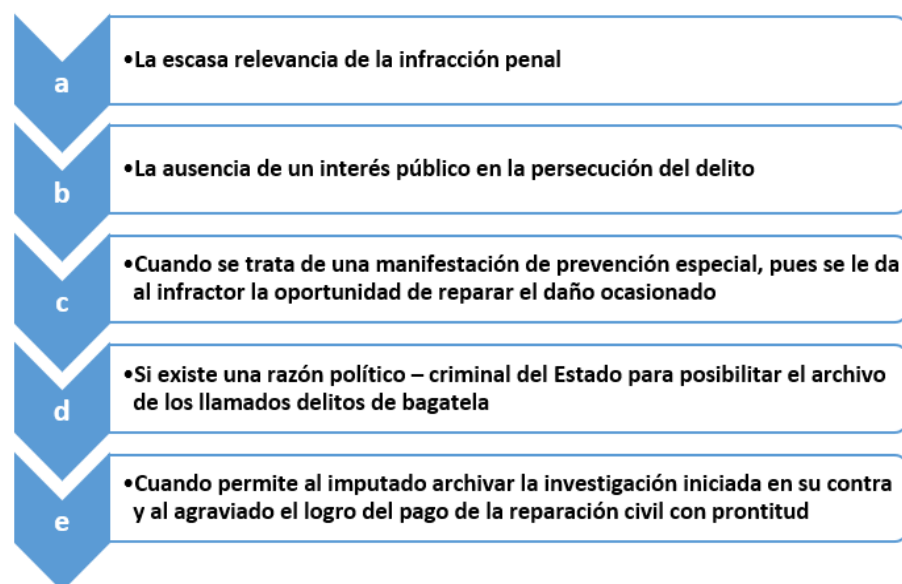 a
•La escasa relevancia de la infracción penal
b
•La ausencia de un interés público en la persecución del delito
c
•Cuando se trata de una manifestación de prevención especial, pues se le da
al infractor la oportunidad de reparar el daño ocasionado
d
•Si existe una razón político – criminal del Estado para posibilitar el archivo
de los llamados delitos de bagatela
e
•Cuando permite al imputado archivar la investigación iniciada en su contra
y al agraviado el logro del pago de la reparación civil con prontitud